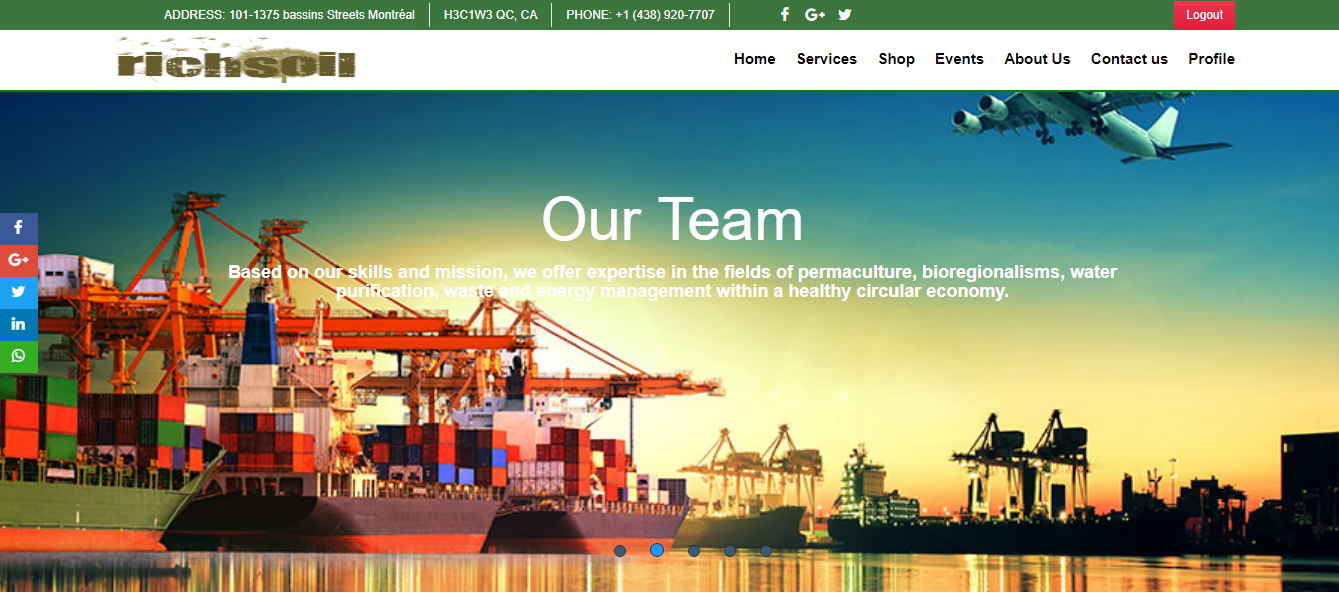 ADDRESS: 101-1375 bassins Streets Montréal
H3C1W3 QC, CA
PHONE: +1 (438) 920-7707
Logout
richsoil
Home Services Shop Events About Us Contact us Profile
Our Team
Based on our skills and mission, we offer expertise in the fields of permaculture, bioregionalisms, water
purification, waste and energy management within a healthy circular economy.